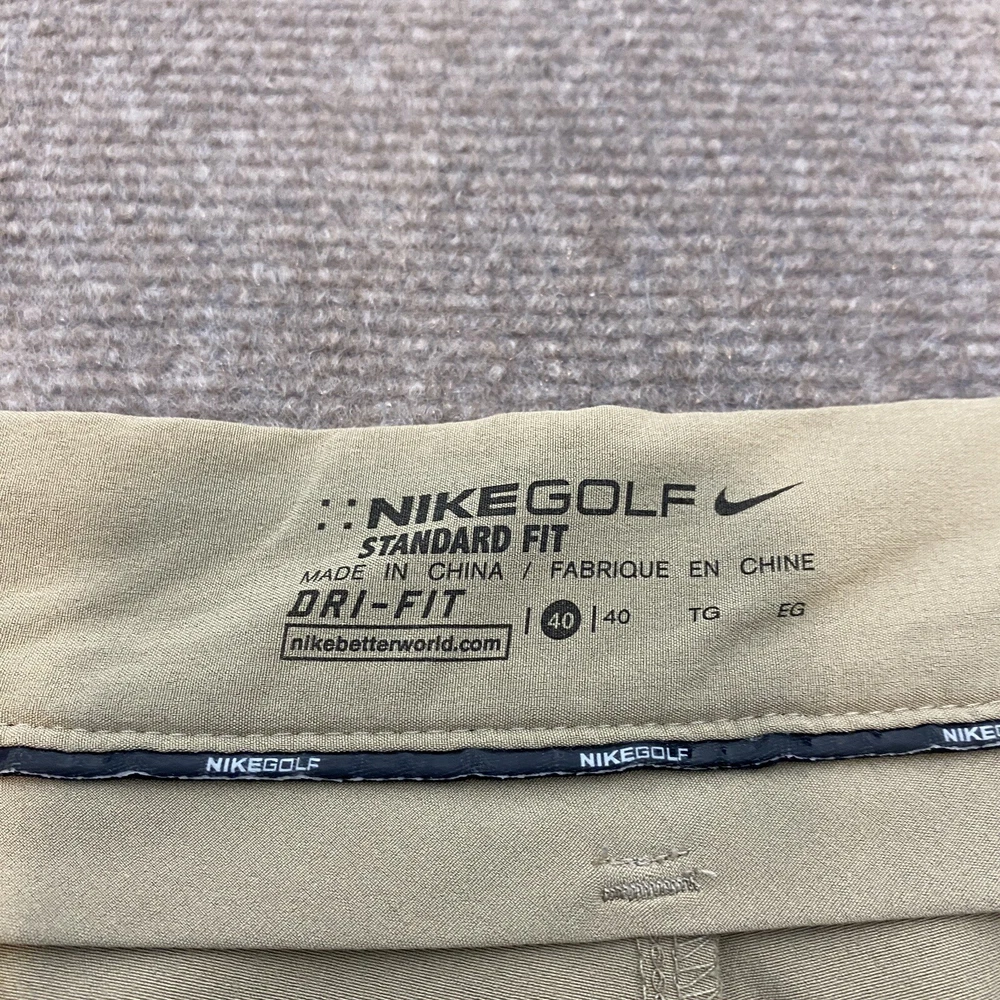 ::NIKEGOLF
STANDARD FIT
MADE IN CHINA / FABRIQUE EN CHINE
DRI-FIT
| 40 | 40 TG EG
nikebetterworld.com
NIKEGOLF NIKEGOLF NIKEG